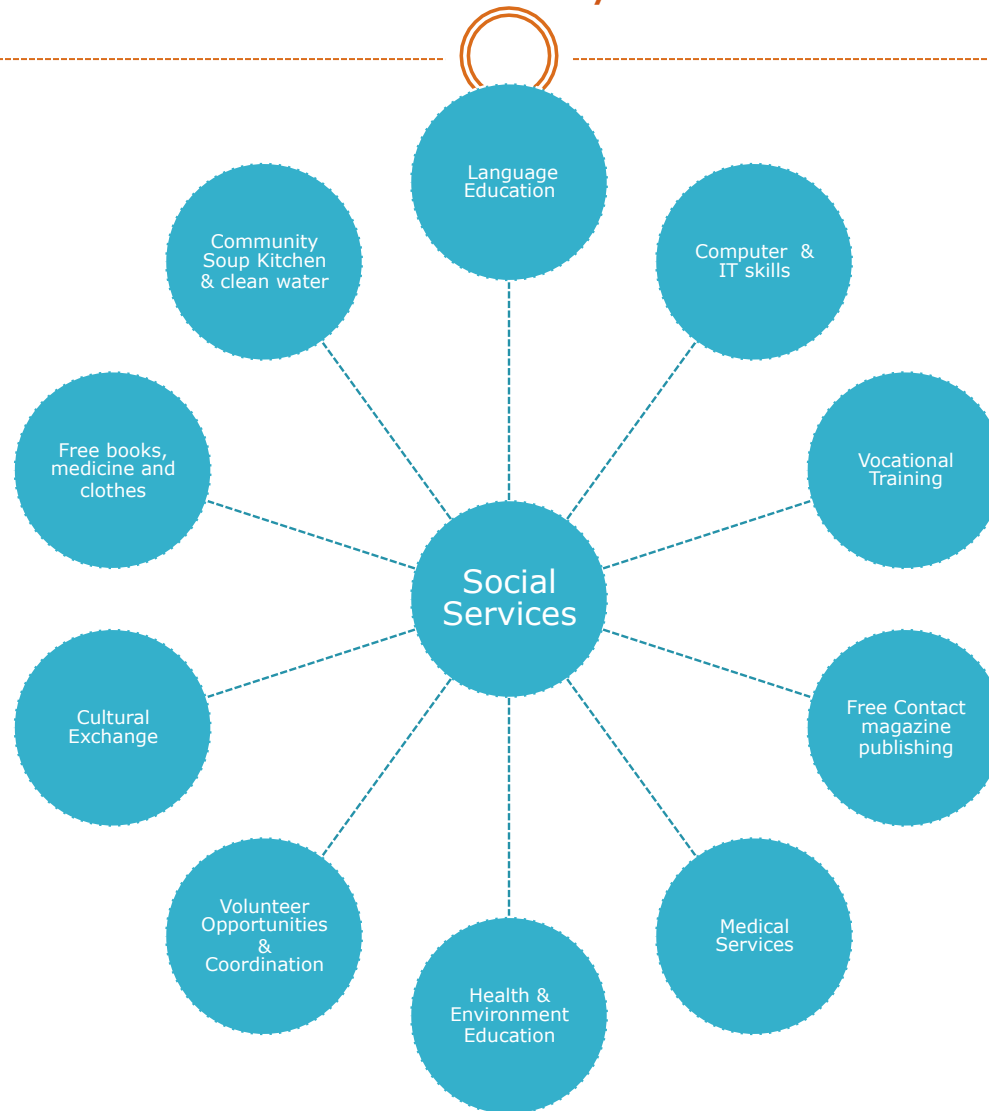 Language
Education
Computer & 
IT skills
Vocational
Training
Free Contact
magazine
publishing
Medical
Services
Health &
Environment
Education
Volunteer
Opportunities
&
Coordination
Cultural
Exchange
Free books,
medicine and
clothes
Community
Soup Kitchen
& clean water
Social
Services